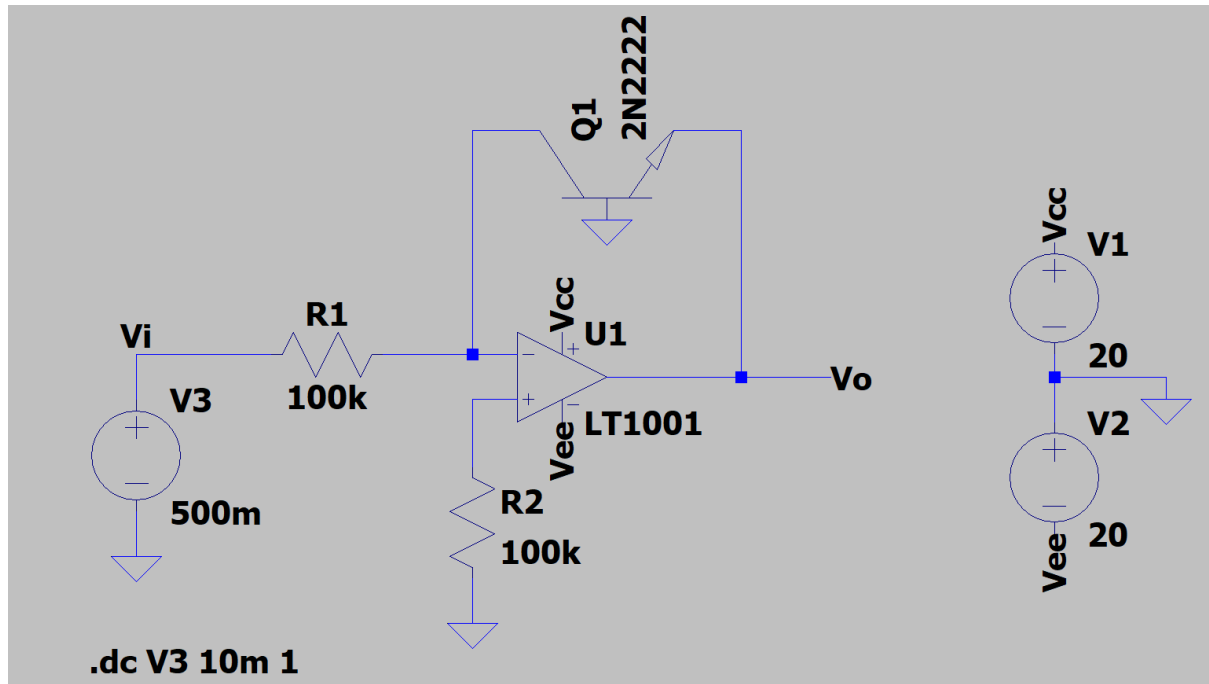 Q1
2N2222
Vcc
V1
20
Vi
R1
100k
Vcc
U1
V3
500m
Vo
LT1001
Vee
V2
20
Vee
R2
100k
.dc V3 10m 1